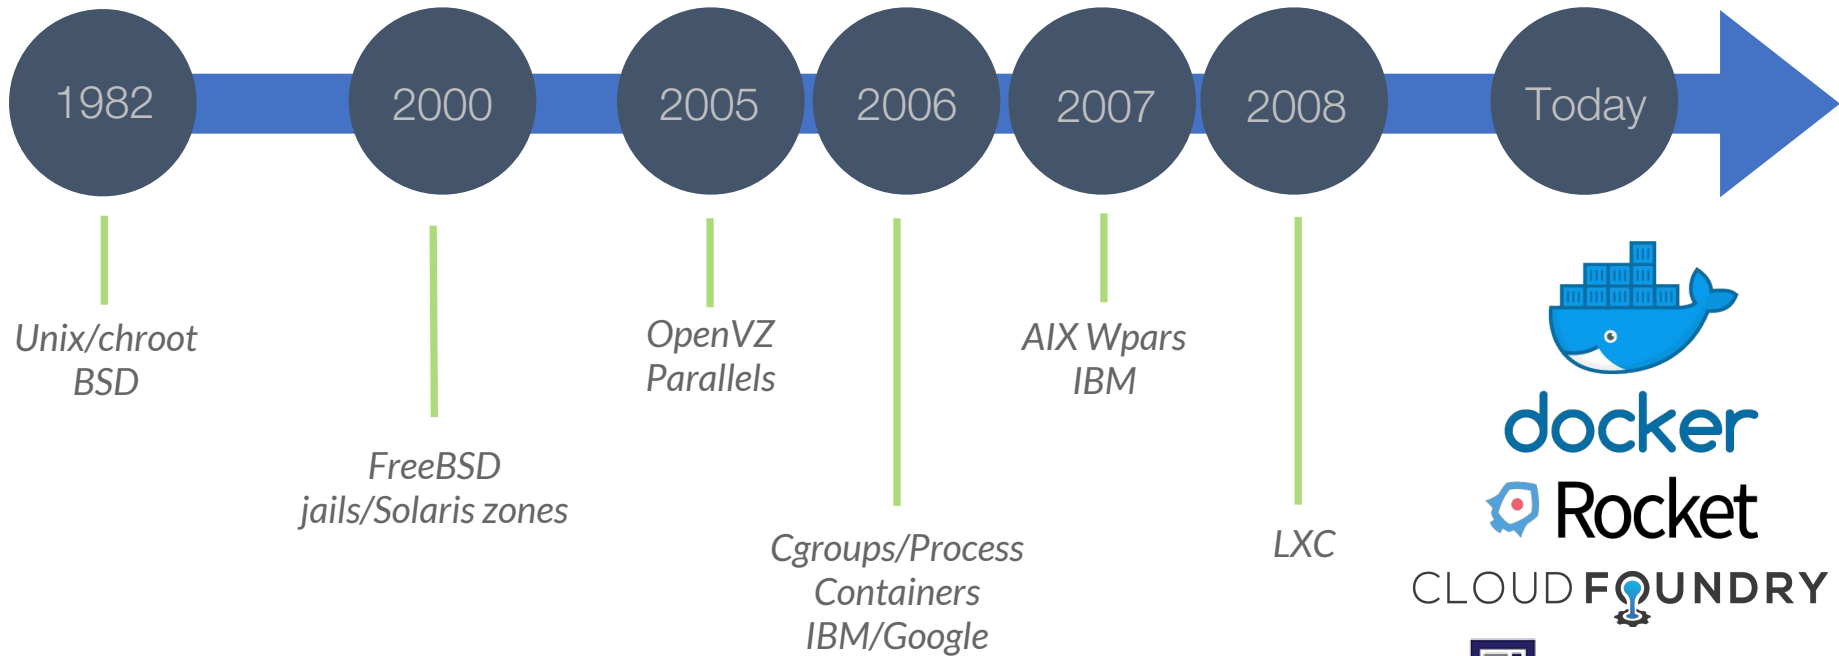 1982
2000
2005
2006
2007
2008
Today
Unix/chroot
BSD
FreeBSD
jails/Solaris zones
OpenVZ
Parallels
Cgroups/Process
Containers
IBM/Google
AIX Wpars
IBM
LXC
docker
Rocket
CLOUD FOUNDRY